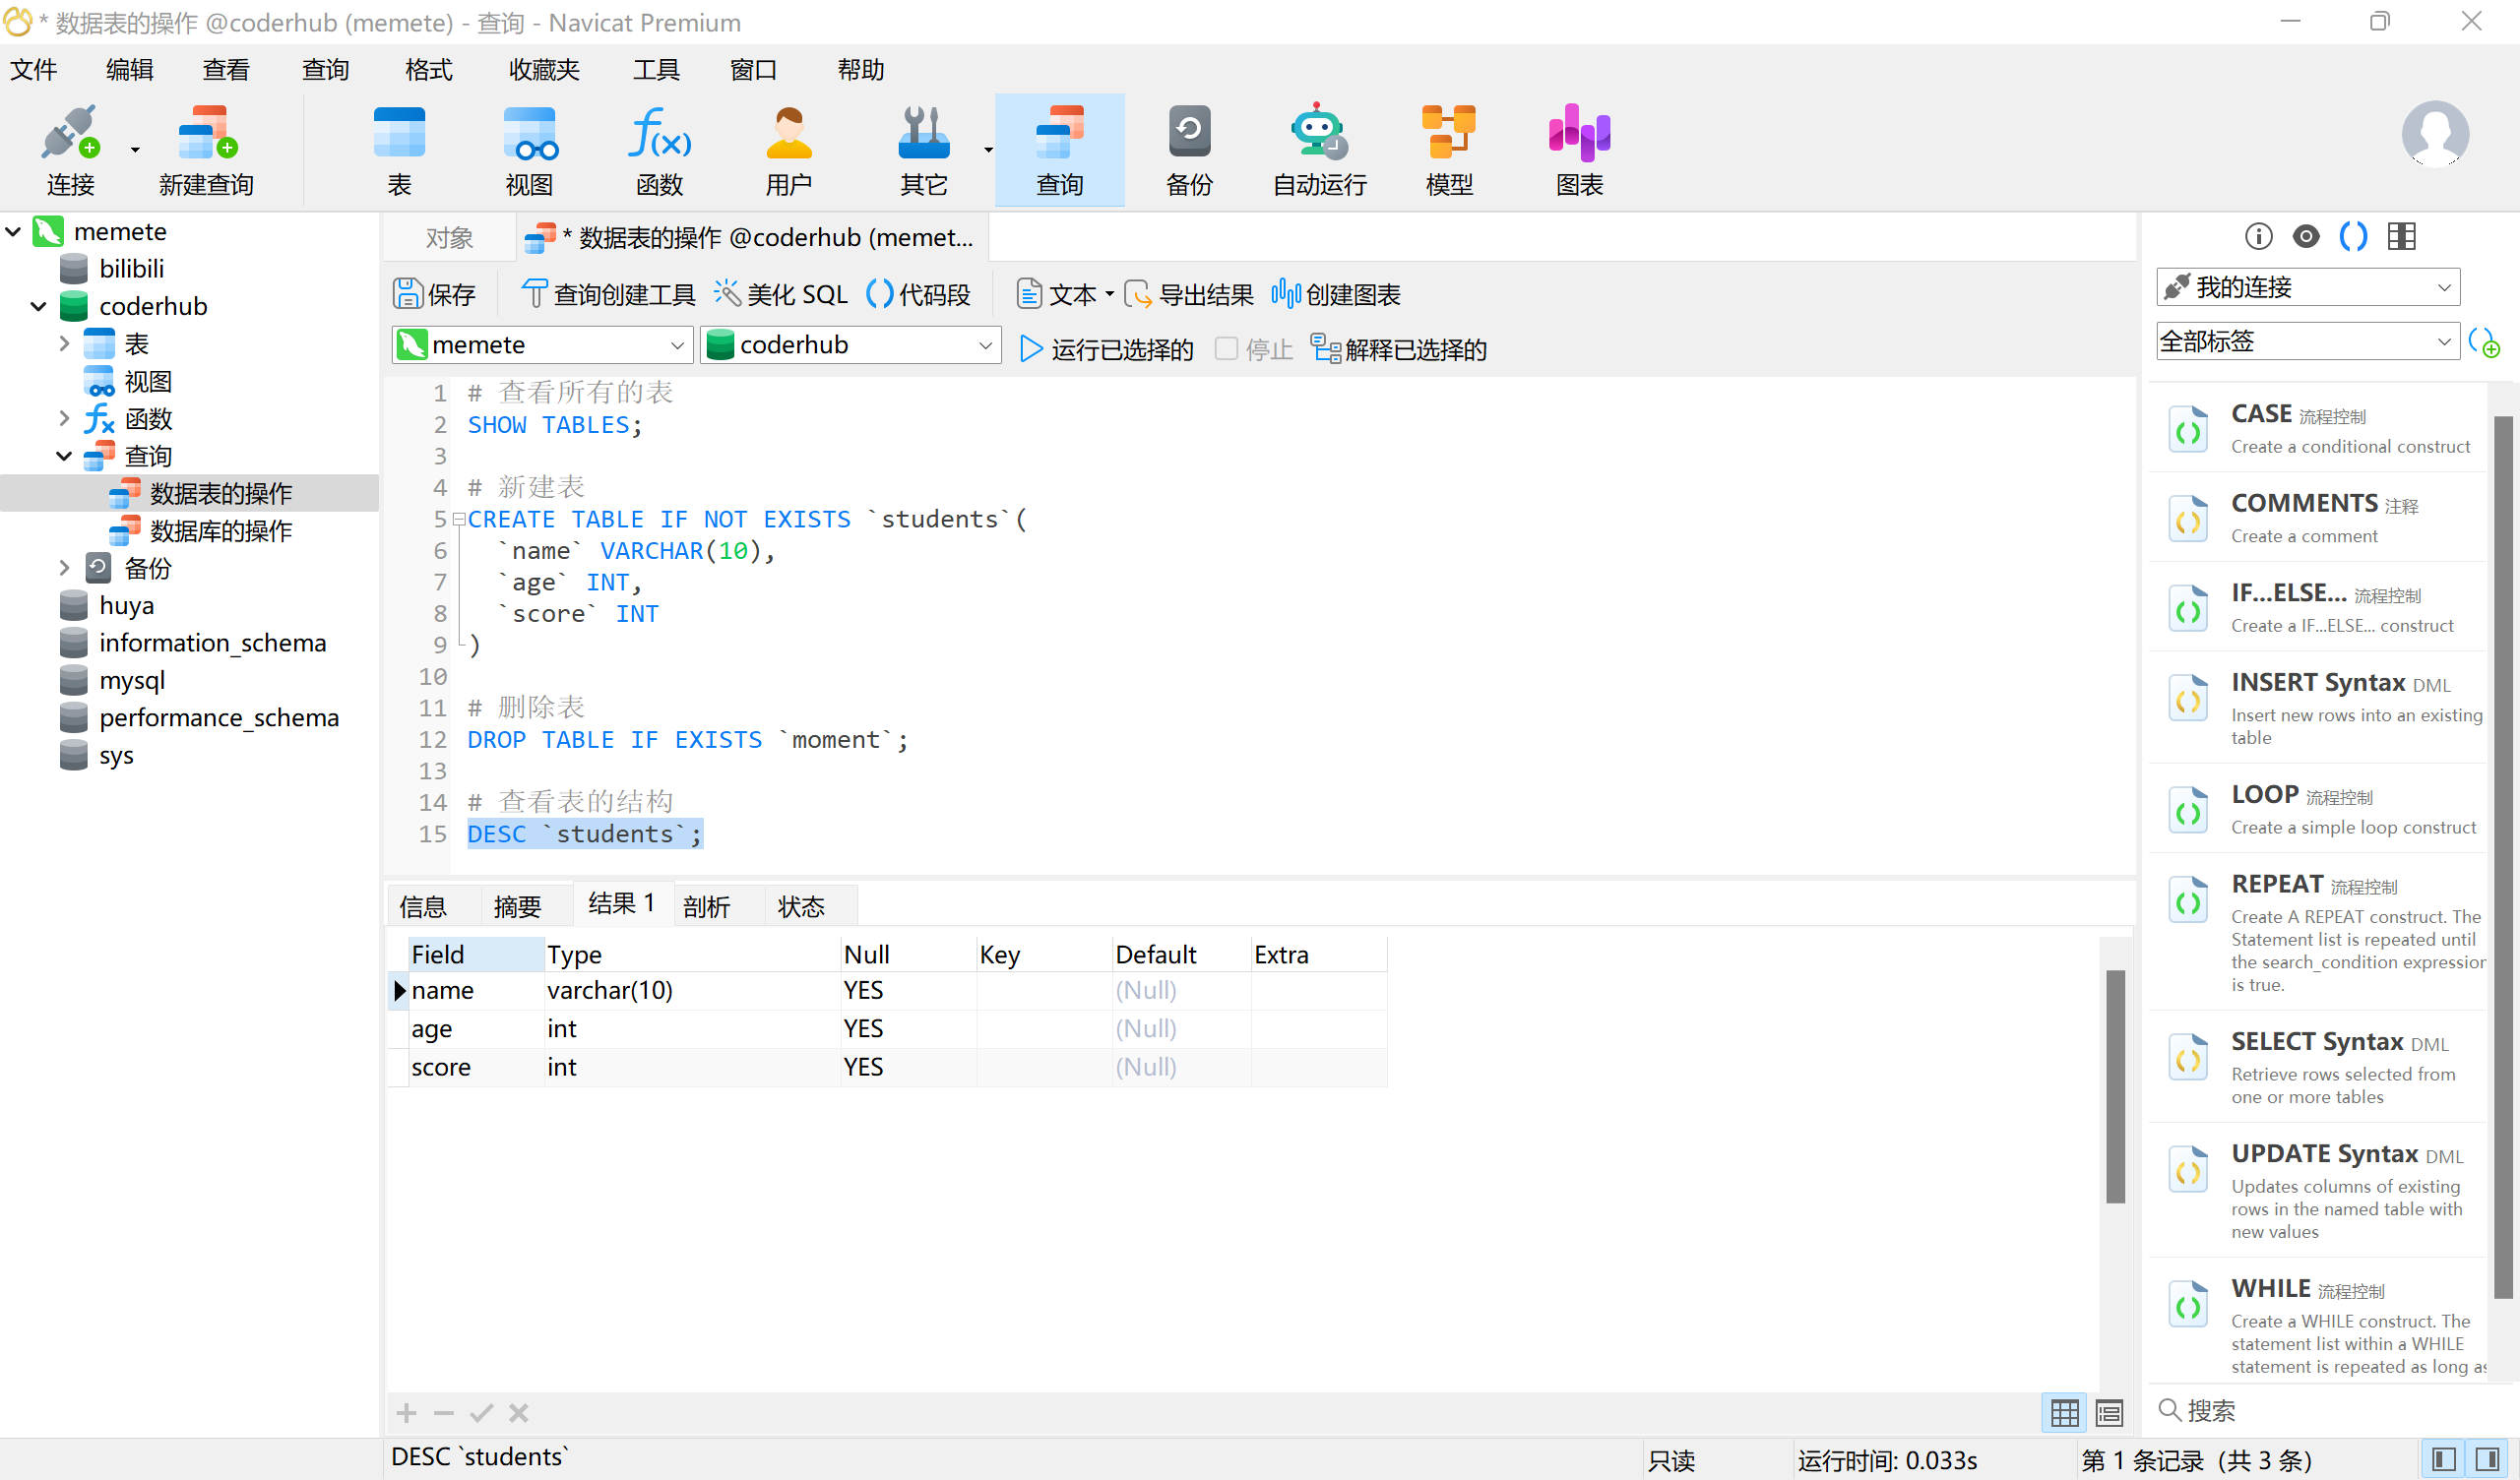 * 数据表的操作 @coderhub (memete) - 查询 - Navicat Premium
文件 编辑 查看 查询 格式 收藏夹 工具 窗口 帮助
连接 新建查询 表 视图 函数 用户 其它 查询 备份 自动运行 模型 图表
memete
bilibili
coderhub
表
视图
函数
查询
数据表的操作
数据库的操作
备份
huya
information_schema
mysql
performance_schema
sys
对象 * 数据表的操作 @coderhub (memet...
保存 查询创建工具 美化 SQL 代码段 文本 导出结果 创建图表
memete coderhub 运行已选择的 停止 解释已选择的
1 # 查看所有的表
2 SHOW TABLES;
3
4 # 新建表
5 CREATE TABLE IF NOT EXISTS `students`(
6 `name` VARCHAR(10),
7 `age` INT,
8 `score` INT
9 )
10
11 # 删除表
12 DROP TABLE IF EXISTS `moment`;
13
14 # 查看表的结构
15 DESC `students`;
信息 摘要 结果 1 剖析 状态
Field Type Null Key Default Extra
name varchar(10) YES (Null)
age int YES (Null)
score int YES (Null)
我的连接
全部标签
CASE 流程控制
Create a conditional construct
COMMENTS 注释
Create a comment
IF...ELSE... 流程控制
Create a IF...ELSE... construct
INSERT Syntax DML
Insert new rows into an existing
table
LOOP 流程控制
Create a simple loop construct
REPEAT 流程控制
Create A REPEAT construct. The
Statement list is repeated until
the search_condition expression
is true.
SELECT Syntax DML
Retrieve rows selected from
one or more tables
UPDATE Syntax DML
Updates columns of existing
rows in the named table with
new values
WHILE 流程控制
Create a WHILE construct. The
statement list within a WHILE
statement is repeated as long as
搜索
DESC `students` 只读 运行时间: 0.033s 第 1 条记录 (共 3 条)